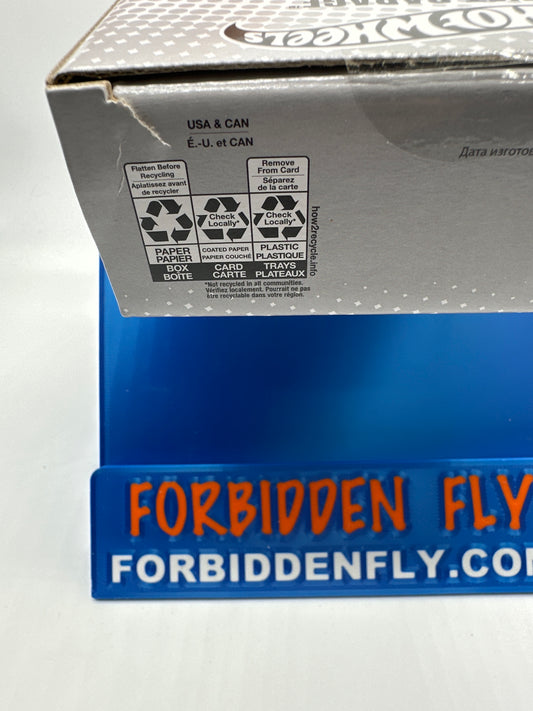 HOT WHEELS
GARAGE
USA & CAN
É.-U. et CAN
Дата изгото
Flatten Before
Recycling
Aplatissez avant
de recycler
Remove
From Card
Séparez
de la carte
Check
Locally*
Check
Locally*
PAPER
PAPIER
COATED PAPER
PAPIER COUCHÉ
PLASTIC
PLASTIQUE
BOX
BOÎTE
CARD
CARTE
TRAYS
PLATEAUX
how2recycle.info
*Not recycled in all communities.
Vérifiez localement. Pourrait ne pas
être recyclable dans votre région.
FORBIDDEN FLY
FORBIDDENFLY.CO